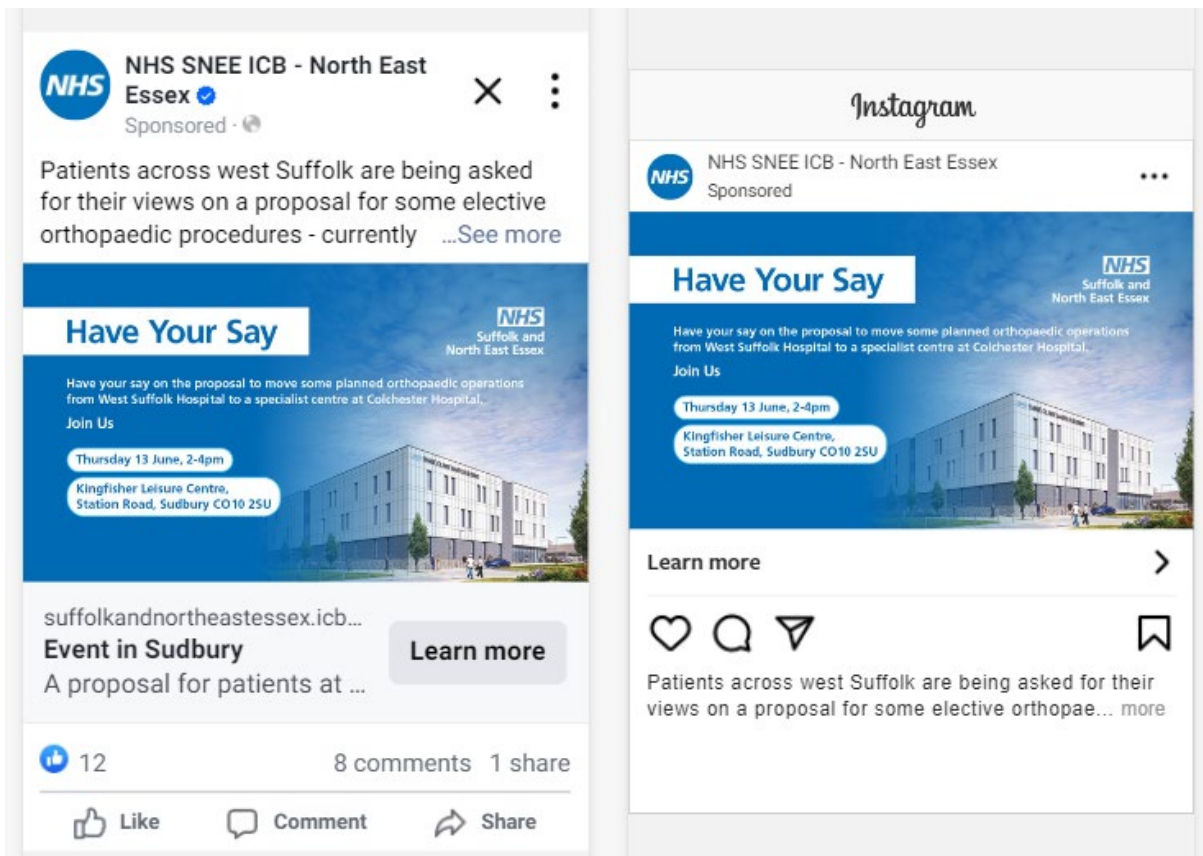 NHS
NHS SNEE ICB - North East
Essex
Sponsored ·
Patients across west Suffolk are being asked
for their views on a proposal for some elective
orthopaedic procedures - currently ...See more
Have Your Say
NHS
Suffolk and
North East Essex
Have your say on the proposal to move some planned orthopaedic operations
from West Suffolk Hospital to a specialist centre at Colchester Hospital.
Join Us
Thursday 13 June, 2-4pm
Kingfisher Leisure Centre,
Station Road, Sudbury CO10 2SU
suffolkandnortheastessex.icb...
Event in Sudbury
A proposal for patients at ...
Learn more
12
8 comments 1 share
Like
Comment
Share
Instagram
NHS
NHS SNEE ICB - North East Essex
Sponsored
Have Your Say
NHS
Suffolk and
North East Essex
Have your say on the proposal to move some planned orthopaedic operations
from West Suffolk Hospital to a specialist centre at Colchester Hospital.
Join Us
Thursday 13 June, 2-4pm
Kingfisher Leisure Centre,
Station Road, Sudbury CO10 2SU
Learn more
Patients across west Suffolk are being asked for their
views on a proposal for some elective orthopae... more